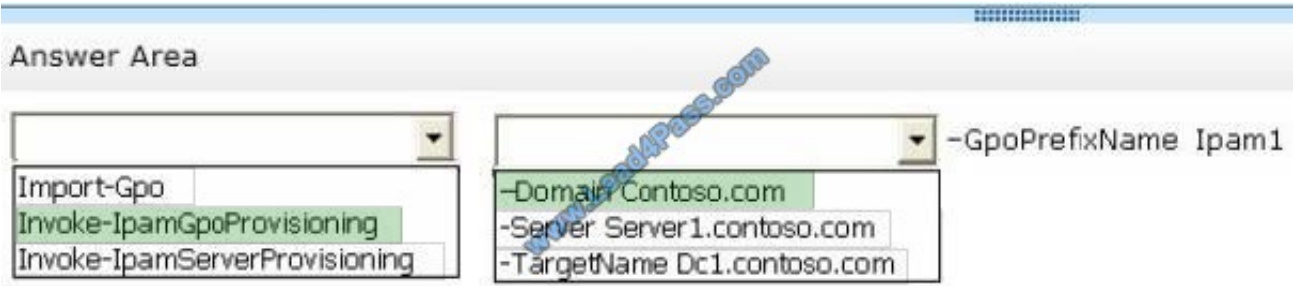 Answer Area
-GpoPrefixName Ipam1
Import-Gpo
Invoke-IpamGpoProvisioning
Invoke-IpamServerProvisioning
-Domain Contoso.com
-Server Server1.contoso.com
-TargetName Dc1.contoso.com
www.Lead4Pass.com